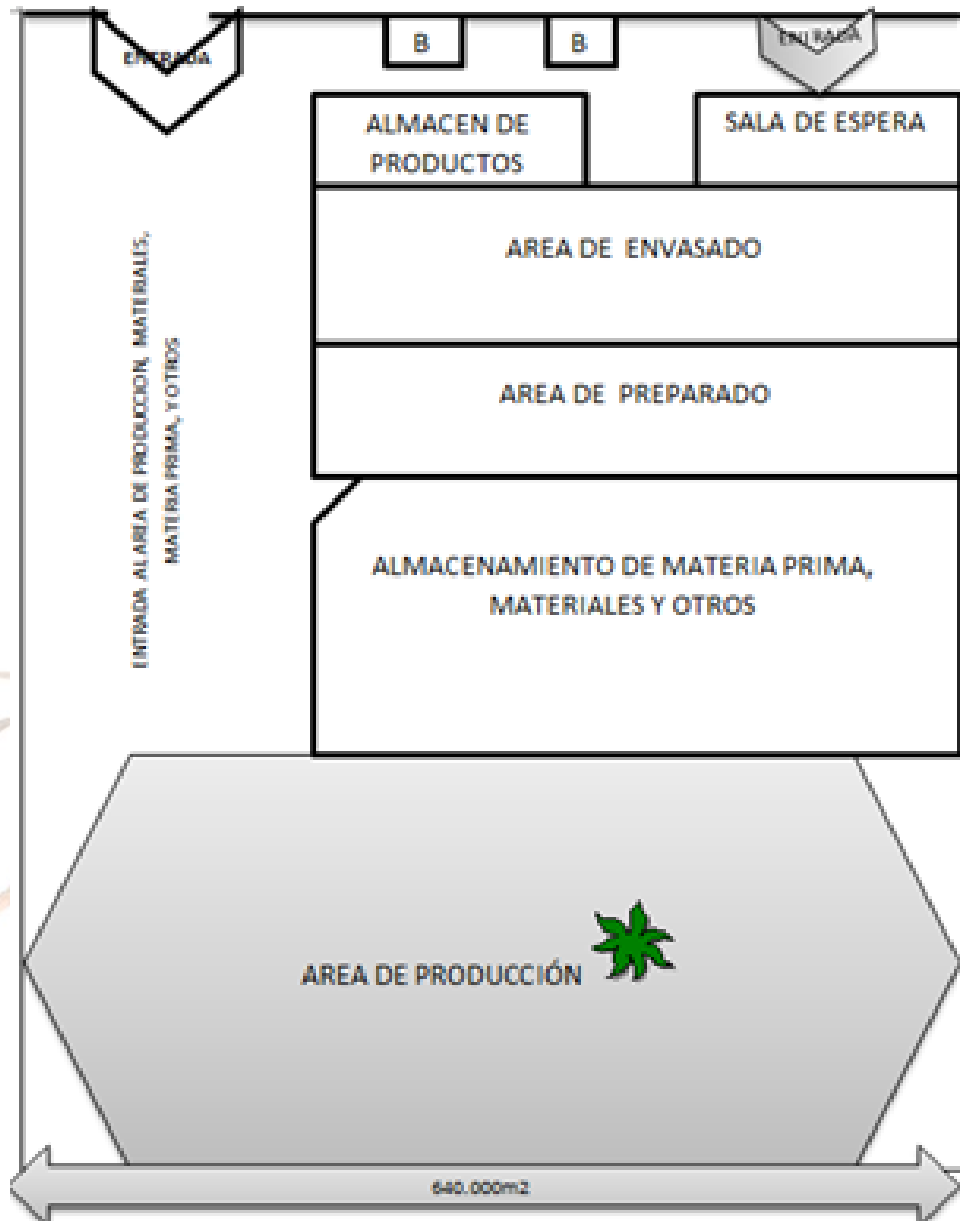 ENTRADA
B
B
ENTRADA
ALMACEN DE
PRODUCTOS
SALA DE ESPERA
AREA DE ENVASADO
AREA DE PREPARADO
ENTRADA AL AREA DE PRODUCCION, MATERIALES,
MATERIA PRIMA, Y OTROS
ALMACENAMIENTO DE MATERIA PRIMA,
MATERIALES Y OTROS
AREA DE PRODUCCIÓN
640.000m2